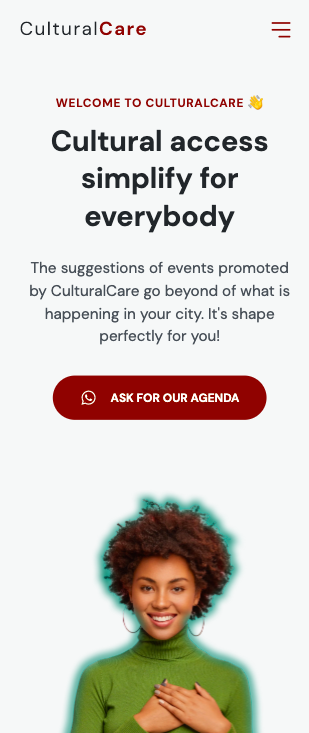 CulturalCare
WELCOME TO CULTURALCARE 👋
Cultural access
simplify for
everybody
The suggestions of events promoted
by CulturalCare go beyond of what is
happening in your city. It's shape
perfectly for you!
ASK FOR OUR AGENDA